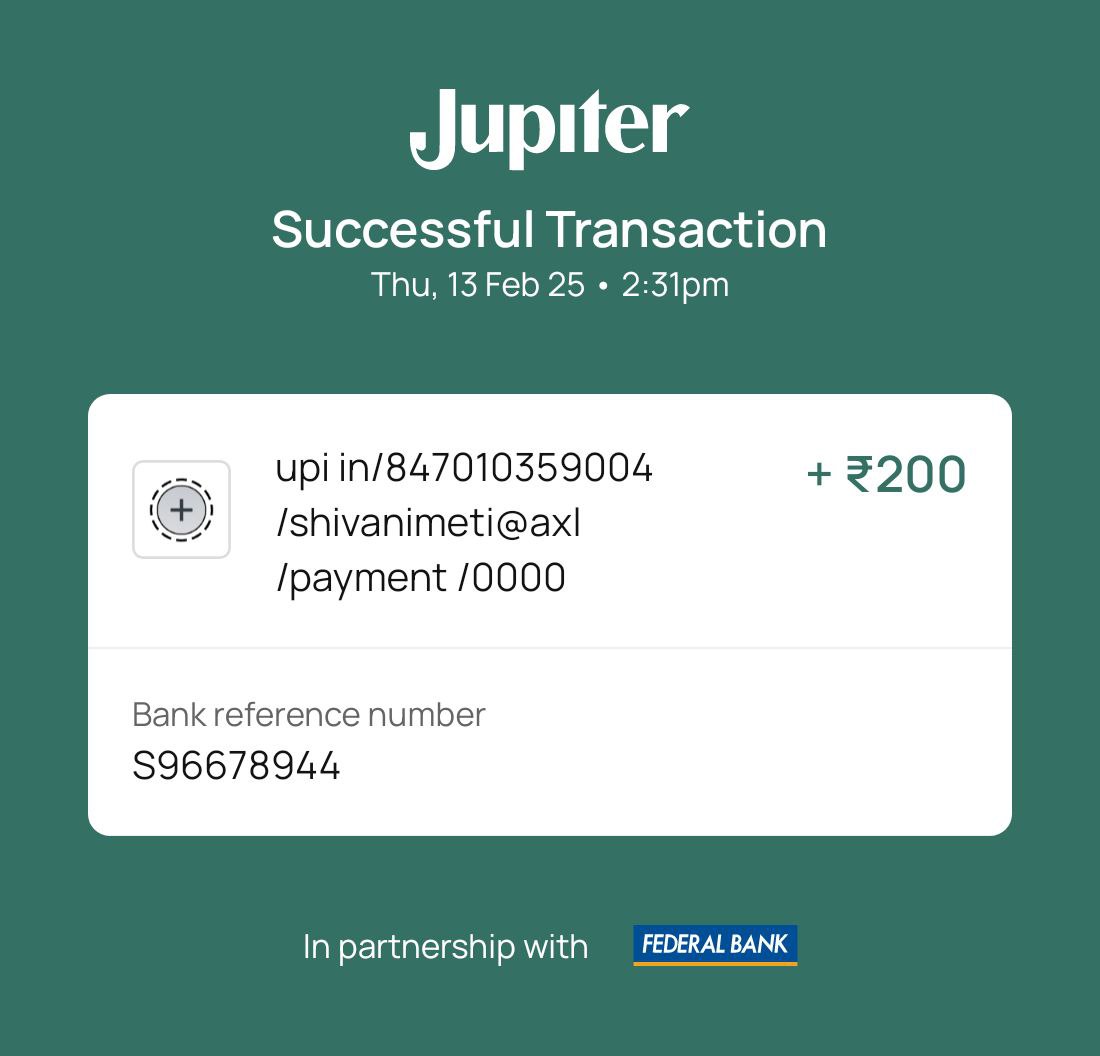 Jupiter
Successful Transaction
Thu, 13 Feb 25 • 2:31pm
upi in/847010359004
+ ₹200
/shivanimeti@axl
/payment /0000
Bank reference number
S96678944
In partnership with FEDERAL BANK